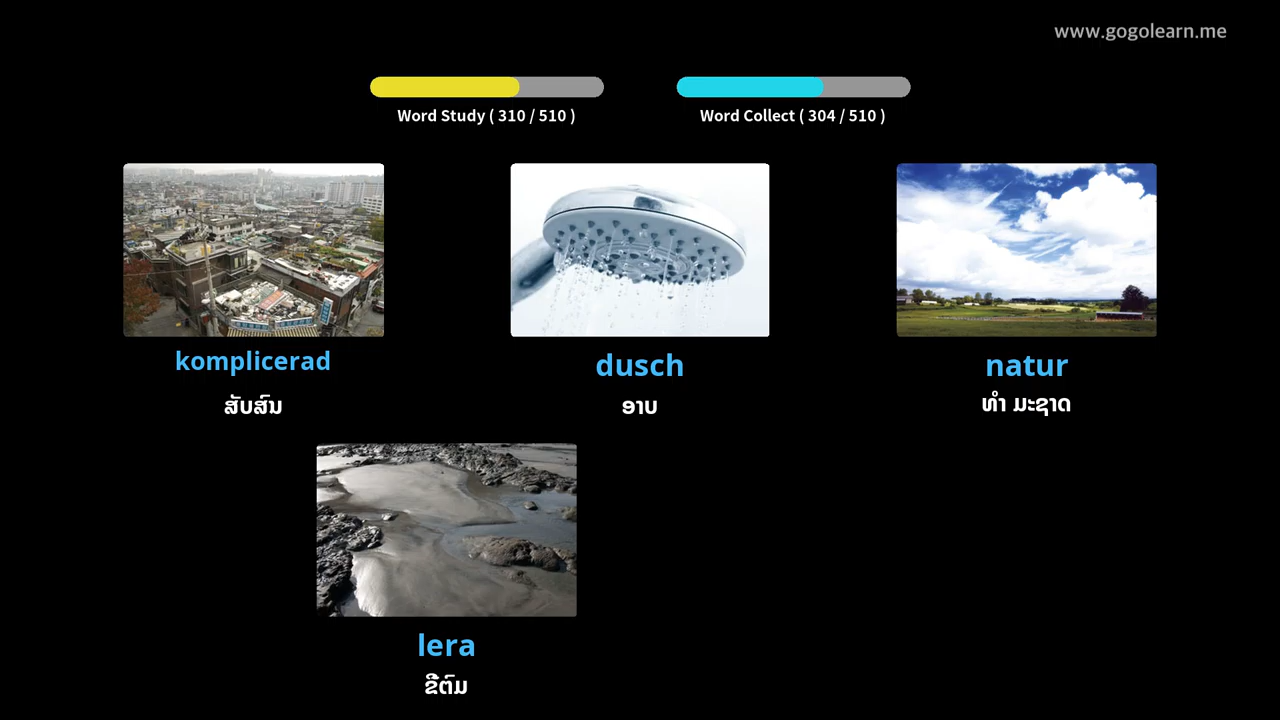 www.gogolearn.me
Word Study ( 310 / 510 )
Word Collect ( 304 / 510 )
komplicerad
ສັບສົນ
dusch
ອາບ
natur
ທຳ ມະຊາດ
lera
ຂີ້ຕົມ